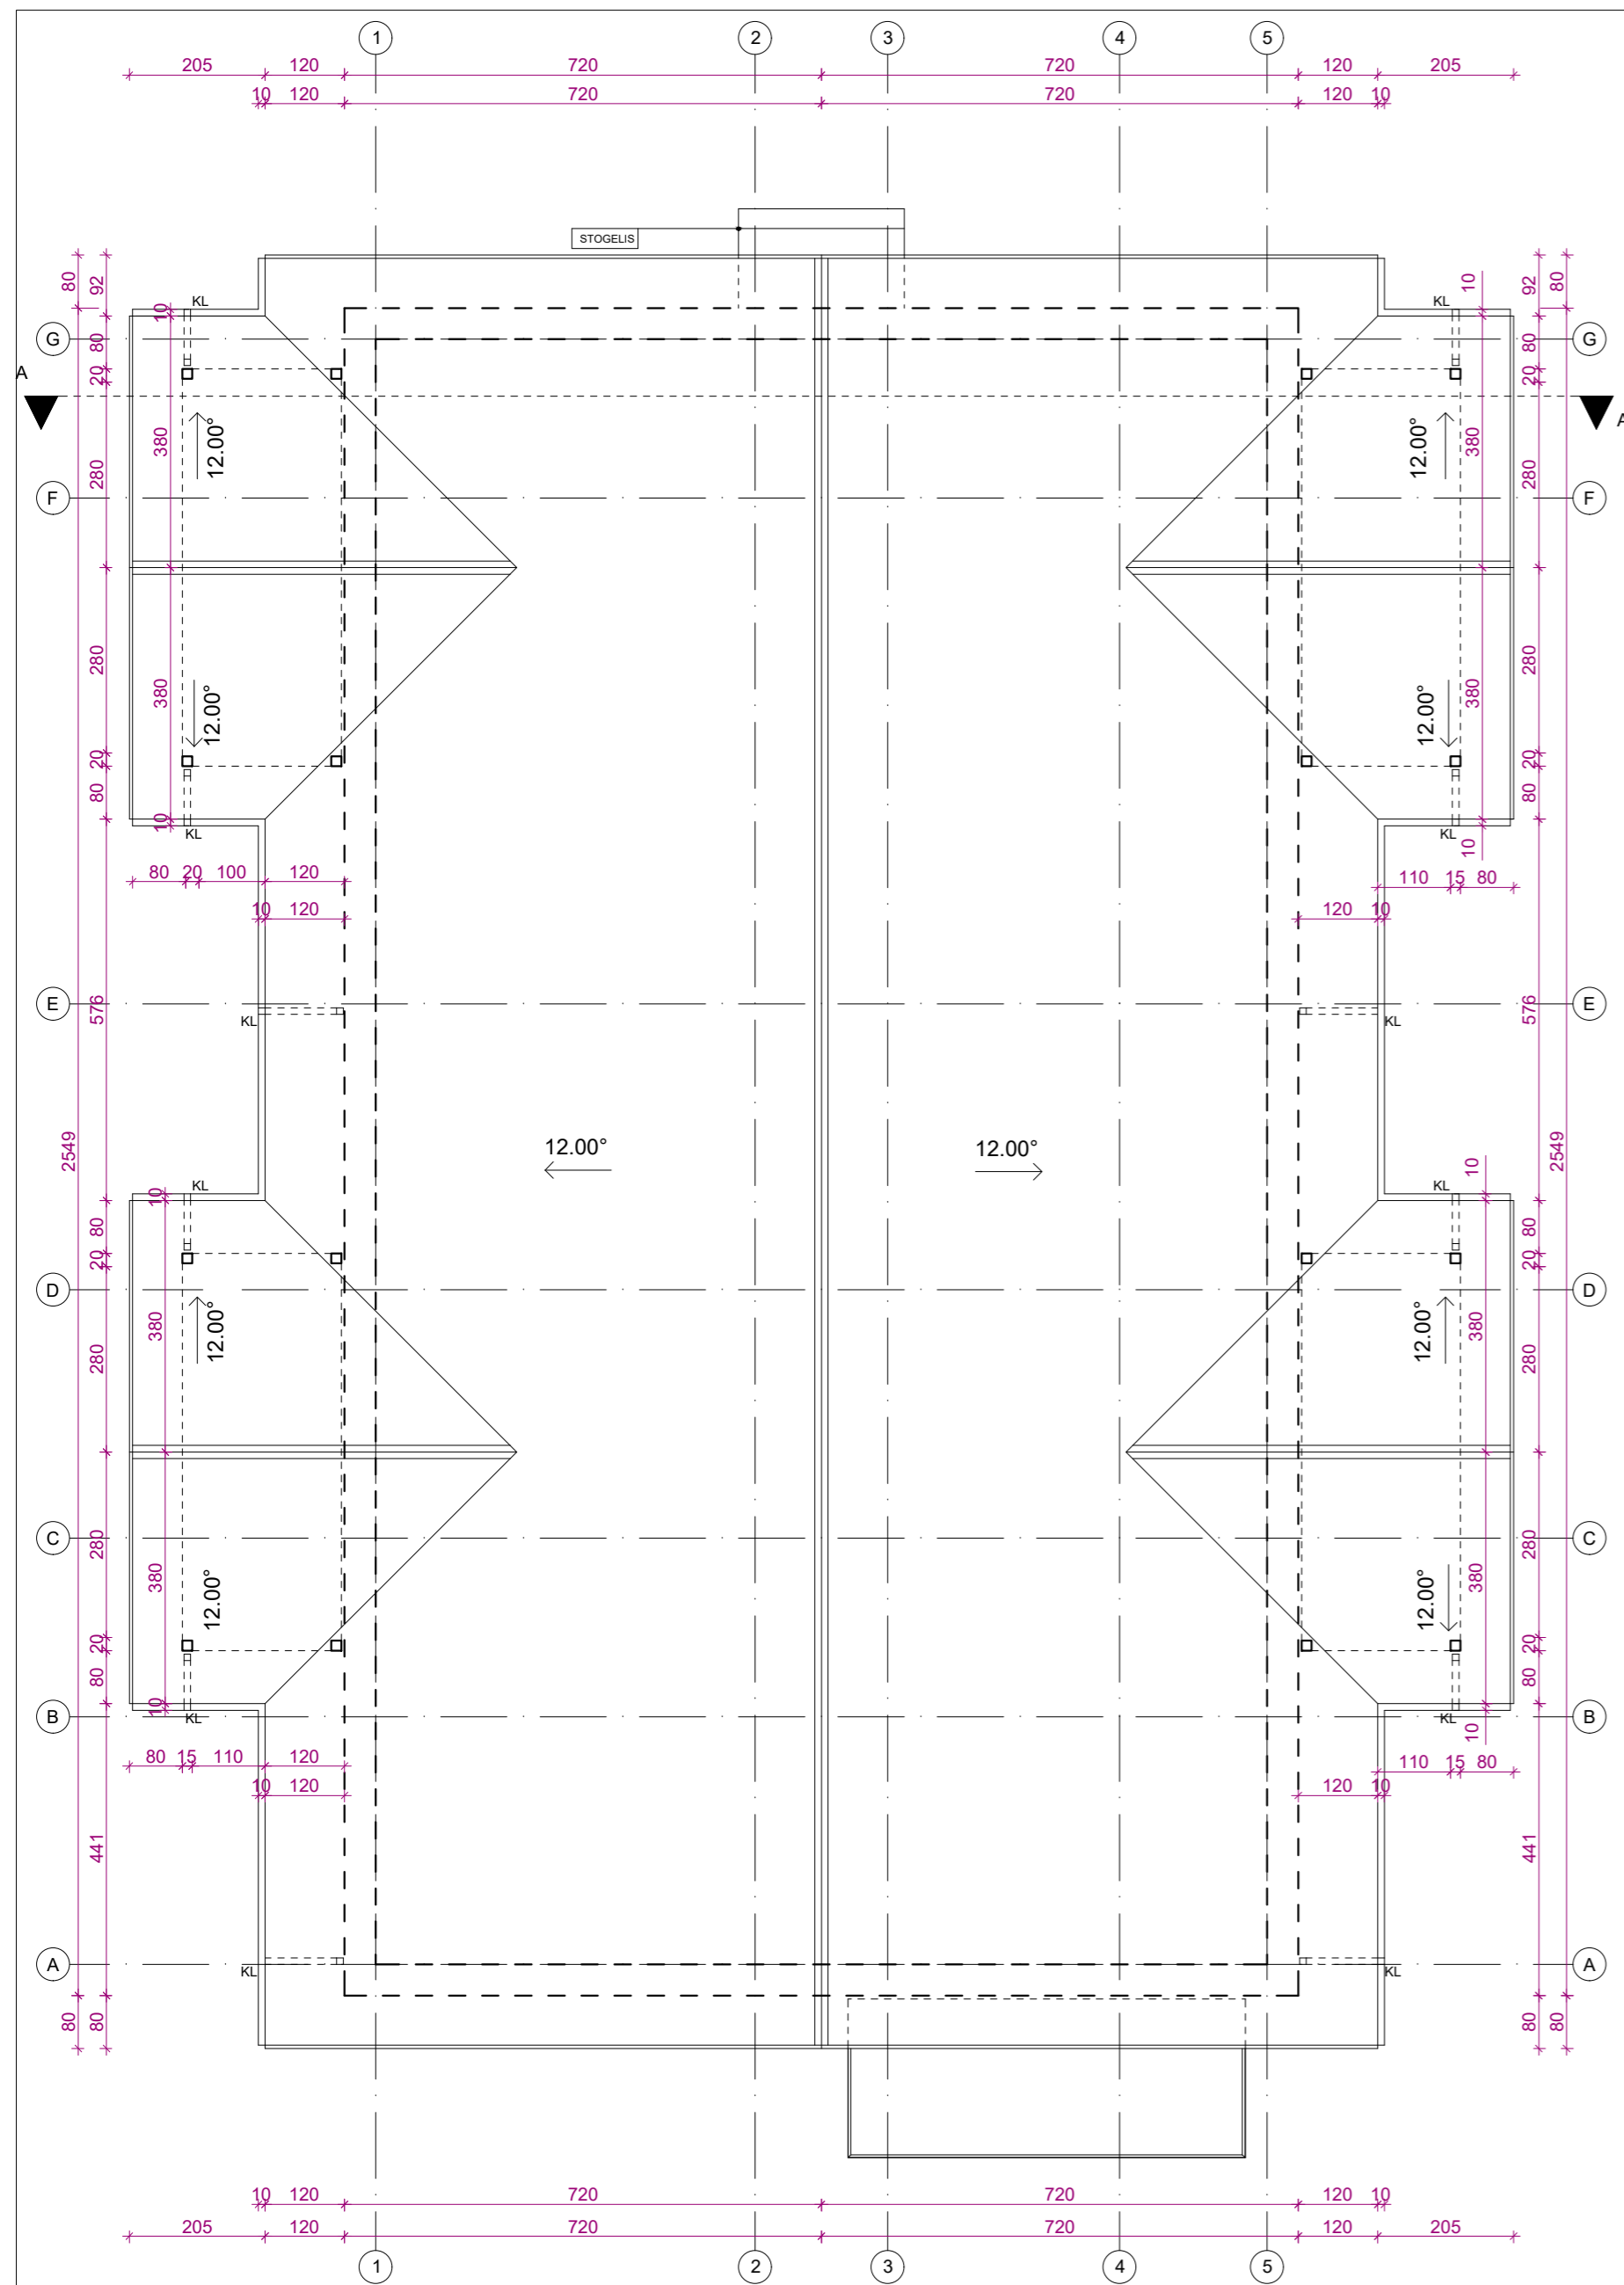 1 2 3 4 5
205 120 720 720 120 205
10 120 720 720 120 10
STOGELIS
80 92 10 KL KL 10 92 80
G 80 80 G
A 20 20 A
380 12.00° 12.00° 380
280 280
F F
280 380 12.00° 12.00° 380 280
20 20
80 10 KL KL 10 80
80 20 100 120 110 15 80
10 120 120 10
E 576 KL KL 576 E
2549 12.00° 12.00° 2549
10 KL KL 10
80 80
20 20
D D
380 12.00° 12.00° 380
280 280
C 280 280 C
380 12.00° 12.00° 380
20 20
80 80
B 10 KL KL 10 B
80 15 110 120 110 15 80
10 120 120 10
441 441
A KL KL A
80 80 80 80
10 120 720 720 120 10
205 120 720 720 120 205
1 2 3 4 5